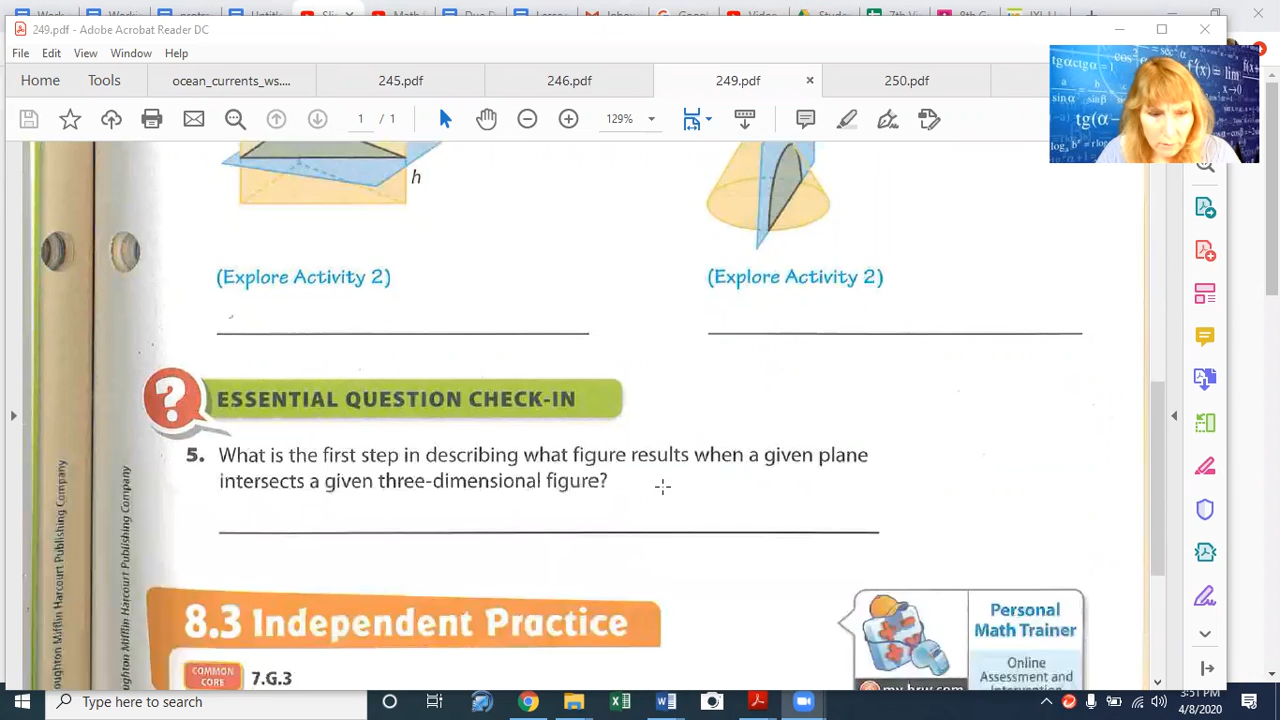 249.pdf - Adobe Acrobat Reader DC
File Edit View Window Help
Home Tools ocean_currents_ws.... 245.pdf 246.pdf 249.pdf × 250.pdf
1 / 1 129%
h
(Explore Activity 2) (Explore Activity 2)
? ESSENTIAL QUESTION CHECK-IN
5. What is the first step in describing what figure results when a given plane
intersects a given three-dimensional figure?
8.3 Independent Practice
Personal
Math Trainer
COMMON
CORE
7.G.3
Online
Assessment and
my.hrw.com
Houghton Mifflin Harcourt Publishing Company
Type here to search
3:51 PM
4/8/2020